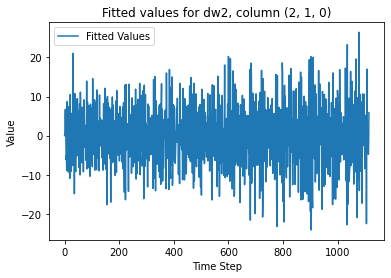 Fitted values for dw2, column (2, 1, 0)
Fitted Values
20
10
0
−10
−20
Value
0
200
400
600
800
1000
Time Step